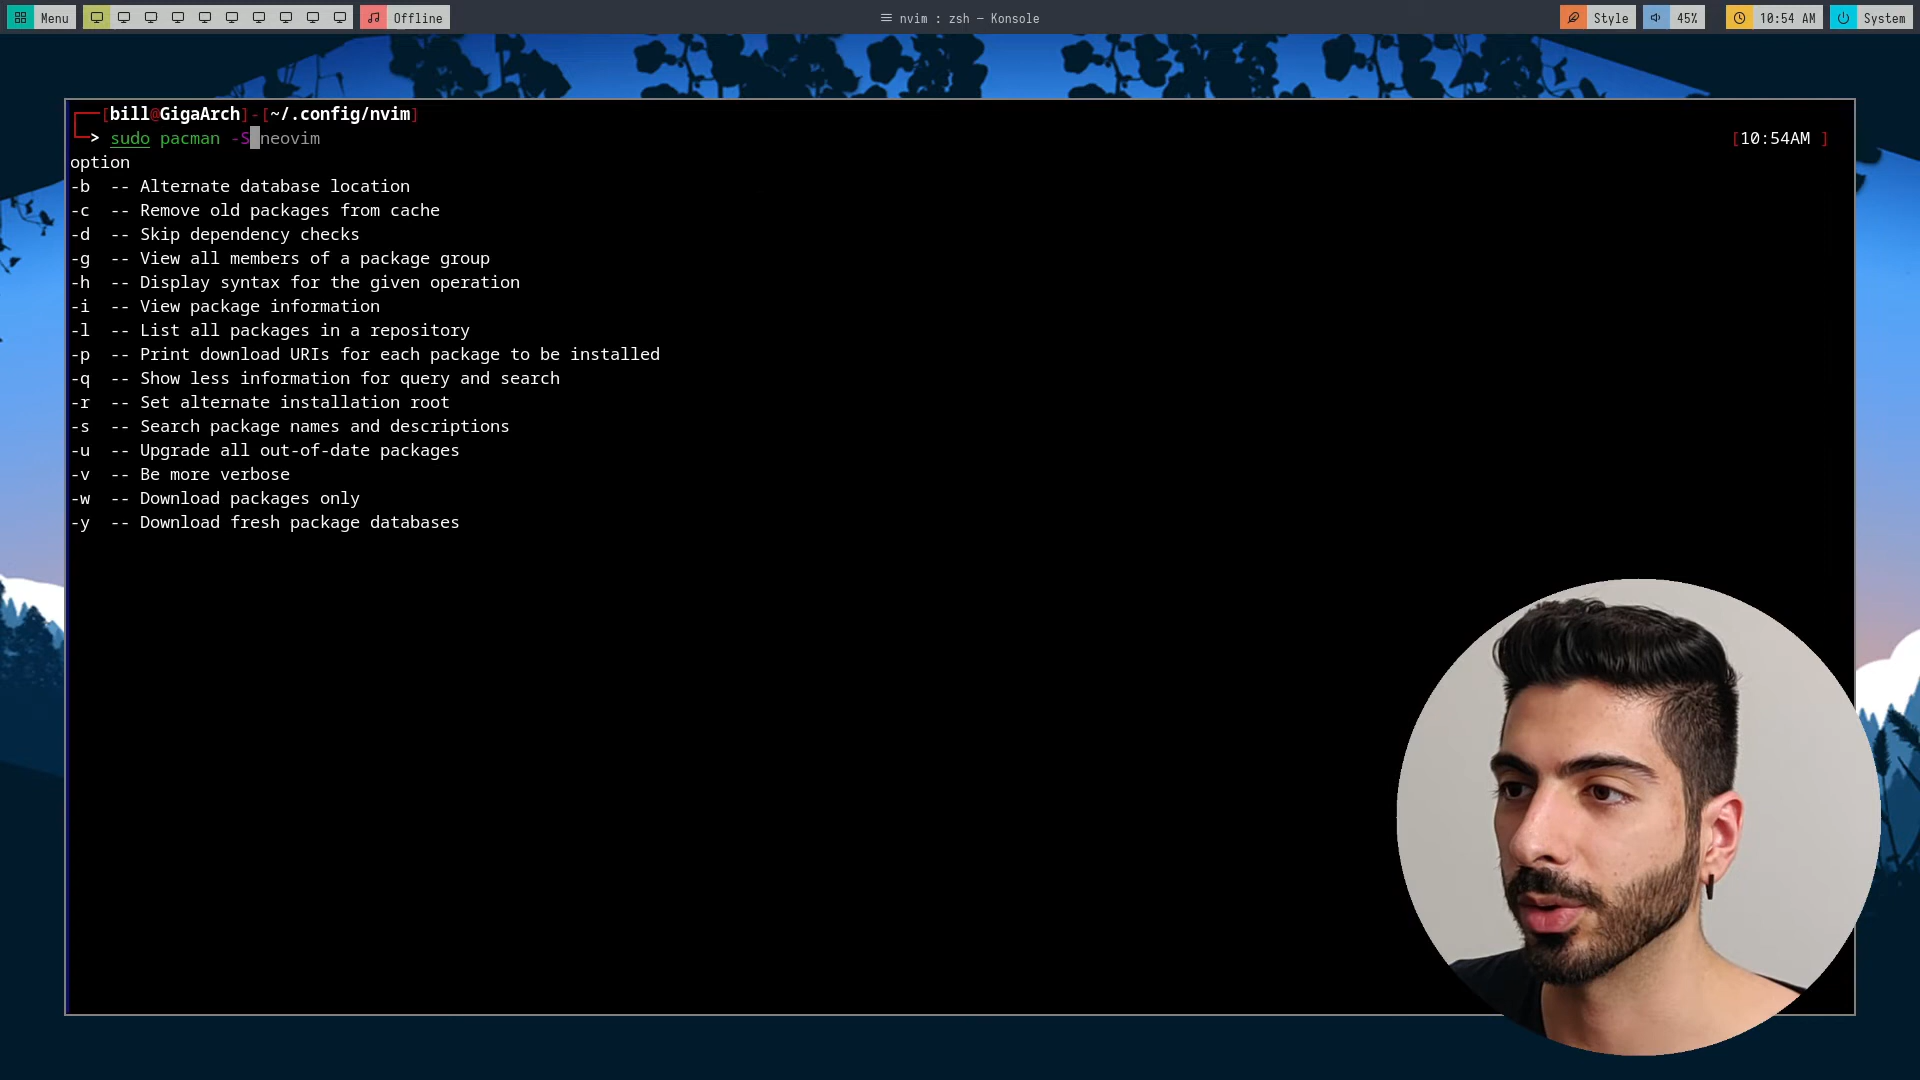 Menu Offline nvim : zsh — Konsole Style 45% 10:54 AM System
[bill@GigaArch]-[~/.config/nvim]
> sudo pacman -S neovim [10:54AM ]
option
-b -- Alternate database location
-c -- Remove old packages from cache
-d -- Skip dependency checks
-g -- View all members of a package group
-h -- Display syntax for the given operation
-i -- View package information
-l -- List all packages in a repository
-p -- Print download URIs for each package to be installed
-q -- Show less information for query and search
-r -- Set alternate installation root
-s -- Search package names and descriptions
-u -- Upgrade all out-of-date packages
-v -- Be more verbose
-w -- Download packages only
-y -- Download fresh package databases